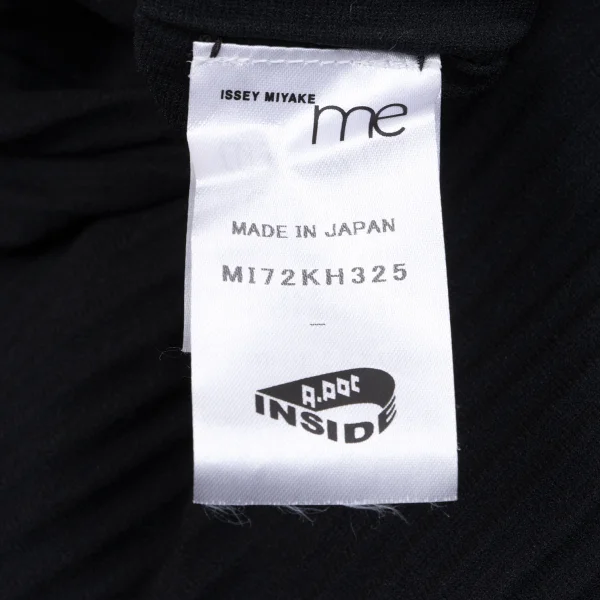 ISSEY MIYAKE
me
MADE IN JAPAN
MI72KH325
—
A.POC
INSIDE